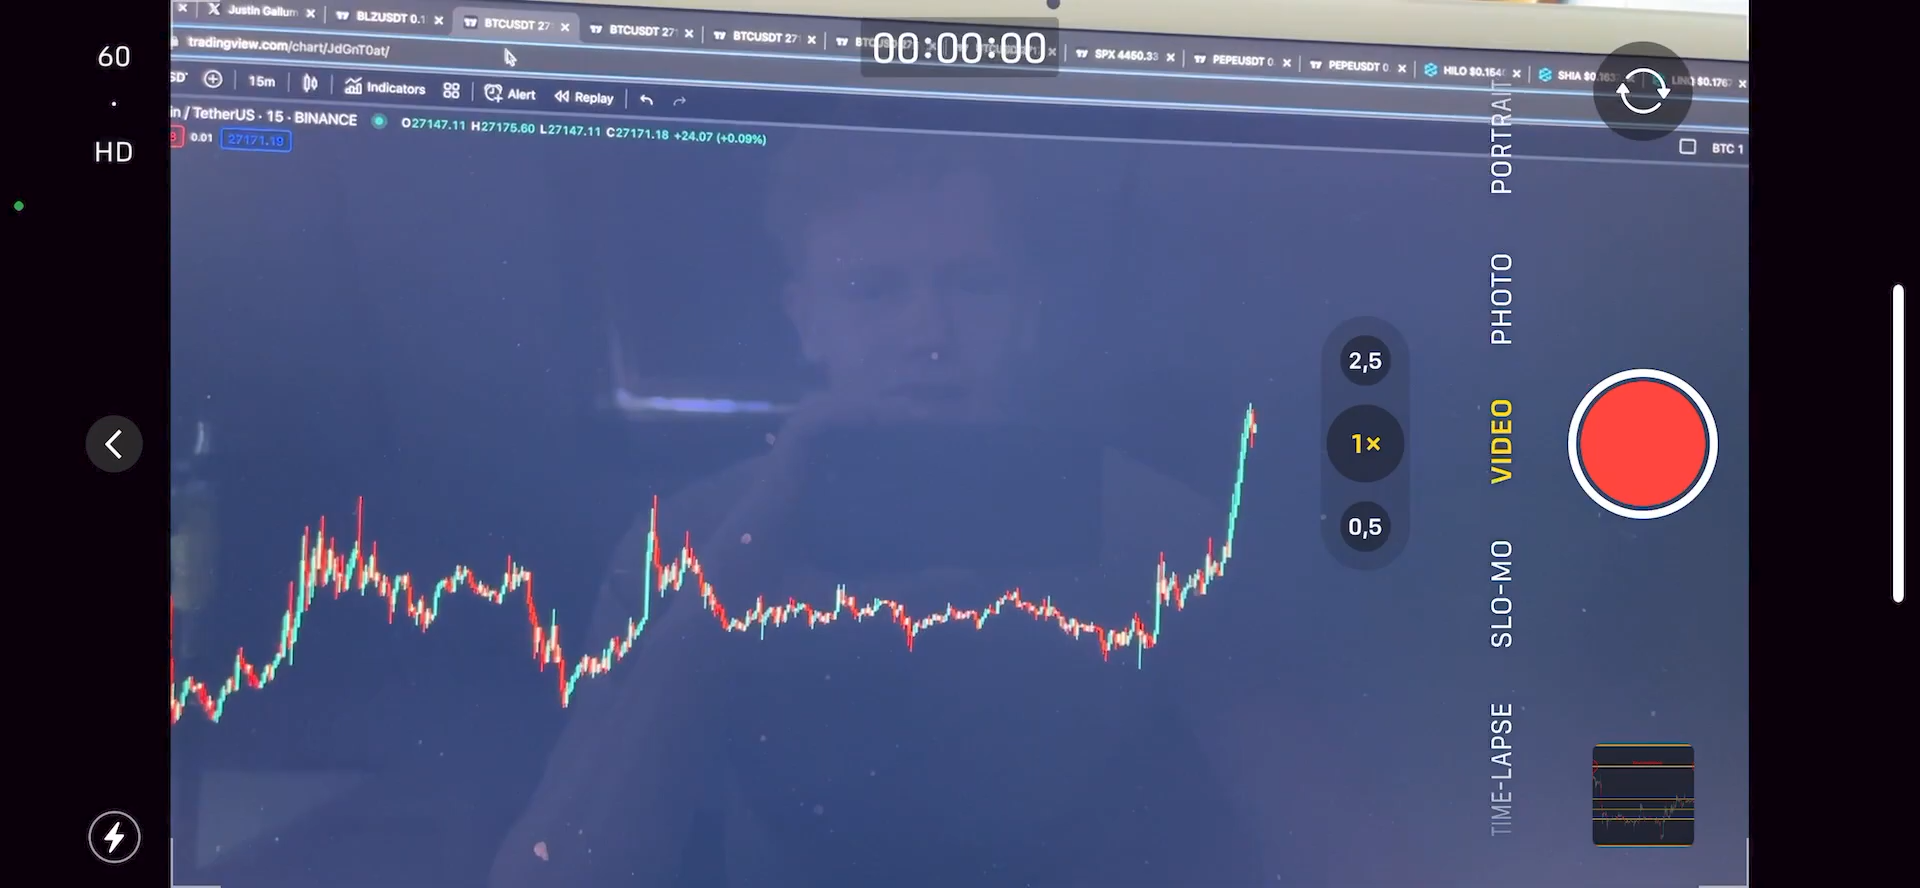 60
HD
Justin Gallum
BLZUSDT 0.1
BTCUSDT 27
BTCUSDT 271
BTCUSDT 271
00:00:00
SPX 4450.33
PEPEUSDT 0.
PEPEUSDT 0.
HILO $0.164
SHIA $0.163
LINQ $0.176
tradingview.com/chart/JdGnT0at/
15m
Indicators
Alert
Replay
in / TetherUS · 15 · BINANCE
O27147.11 H27175.60 L27147.11 C27171.18 +24.07 (+0.09%)
0.01
27171.19
BTC 1
2,5
1×
0,5
PORTRAIT
PHOTO
VIDEO
SLO-MO
TIME-LAPSE